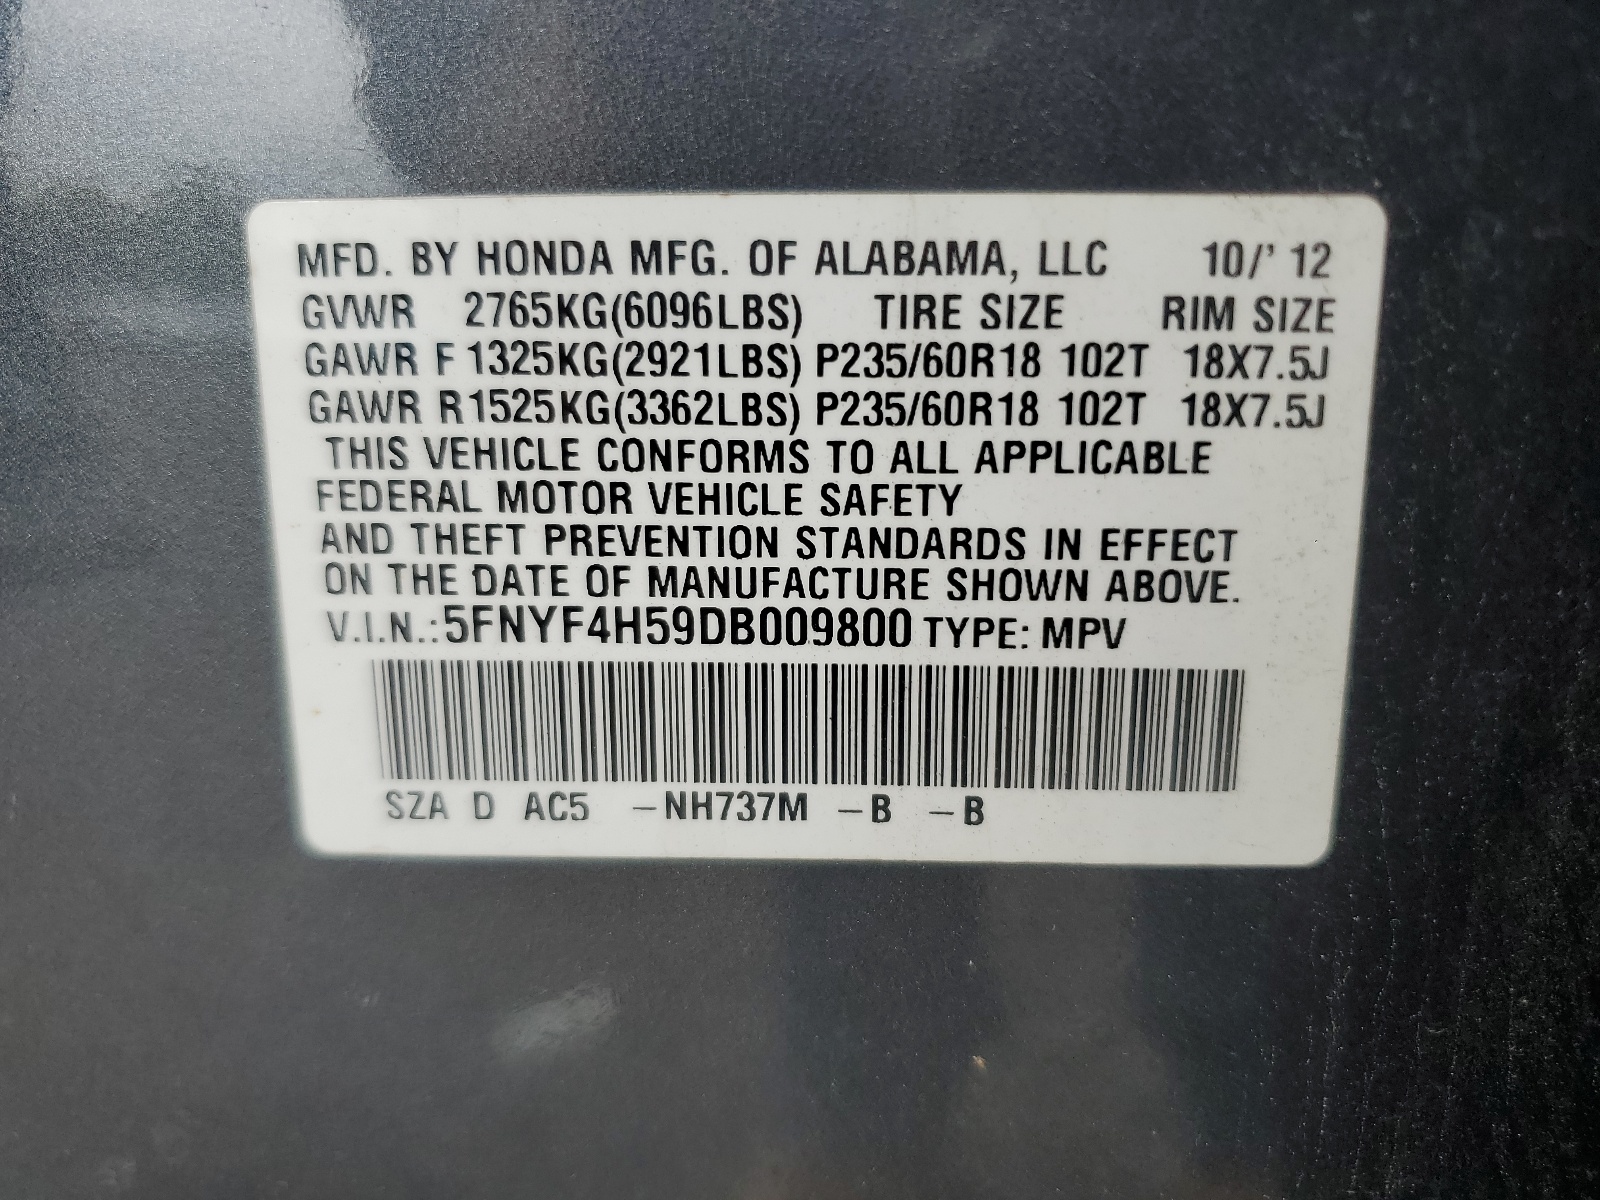 MFD. BY HONDA MFG. OF ALABAMA, LLC 10/' 12
GVWR 2765KG(6096LBS) TIRE SIZE RIM SIZE
GAWR F 1325KG(2921LBS) P235/60R18 102T 18X7.5J
GAWR R1525KG(3362LBS) P235/60R18 102T 18X7.5J
THIS VEHICLE CONFORMS TO ALL APPLICABLE
FEDERAL MOTOR VEHICLE SAFETY
AND THEFT PREVENTION STANDARDS IN EFFECT
ON THE DATE OF MANUFACTURE SHOWN ABOVE.
V.I.N.:5FNYF4H59DB009800 TYPE: MPV
SZA D AC5 –NH737M –B –B